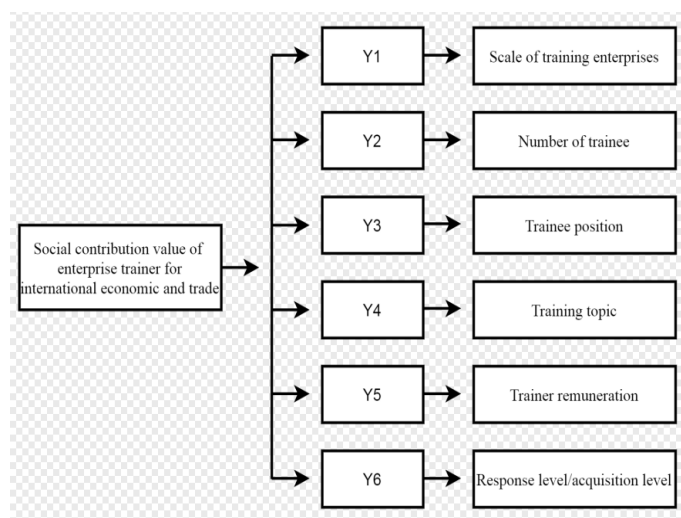 Social contribution value of
enterprise trainer for
international economic and trade
Y1
Scale of training enterprises
Y2
Number of trainee
Y3
Trainee position
Y4
Training topic
Y5
Trainer remuneration
Y6
Response level/acquisition level